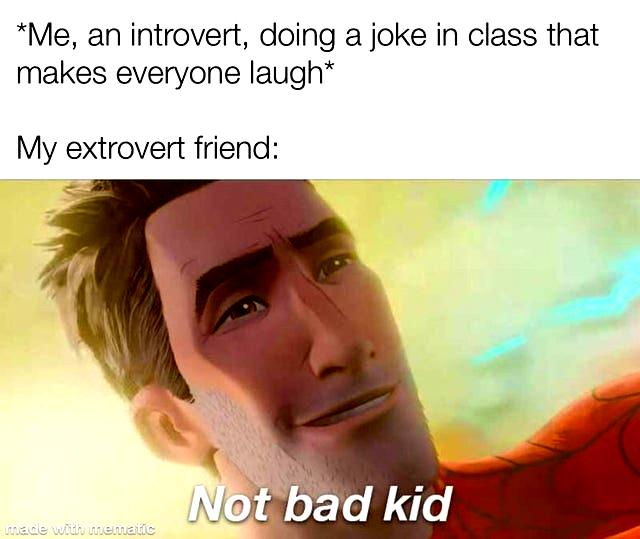 *Me, an introvert, doing a joke in class that
makes everyone laugh*
My extrovert friend:
Not bad kid
made with mematic